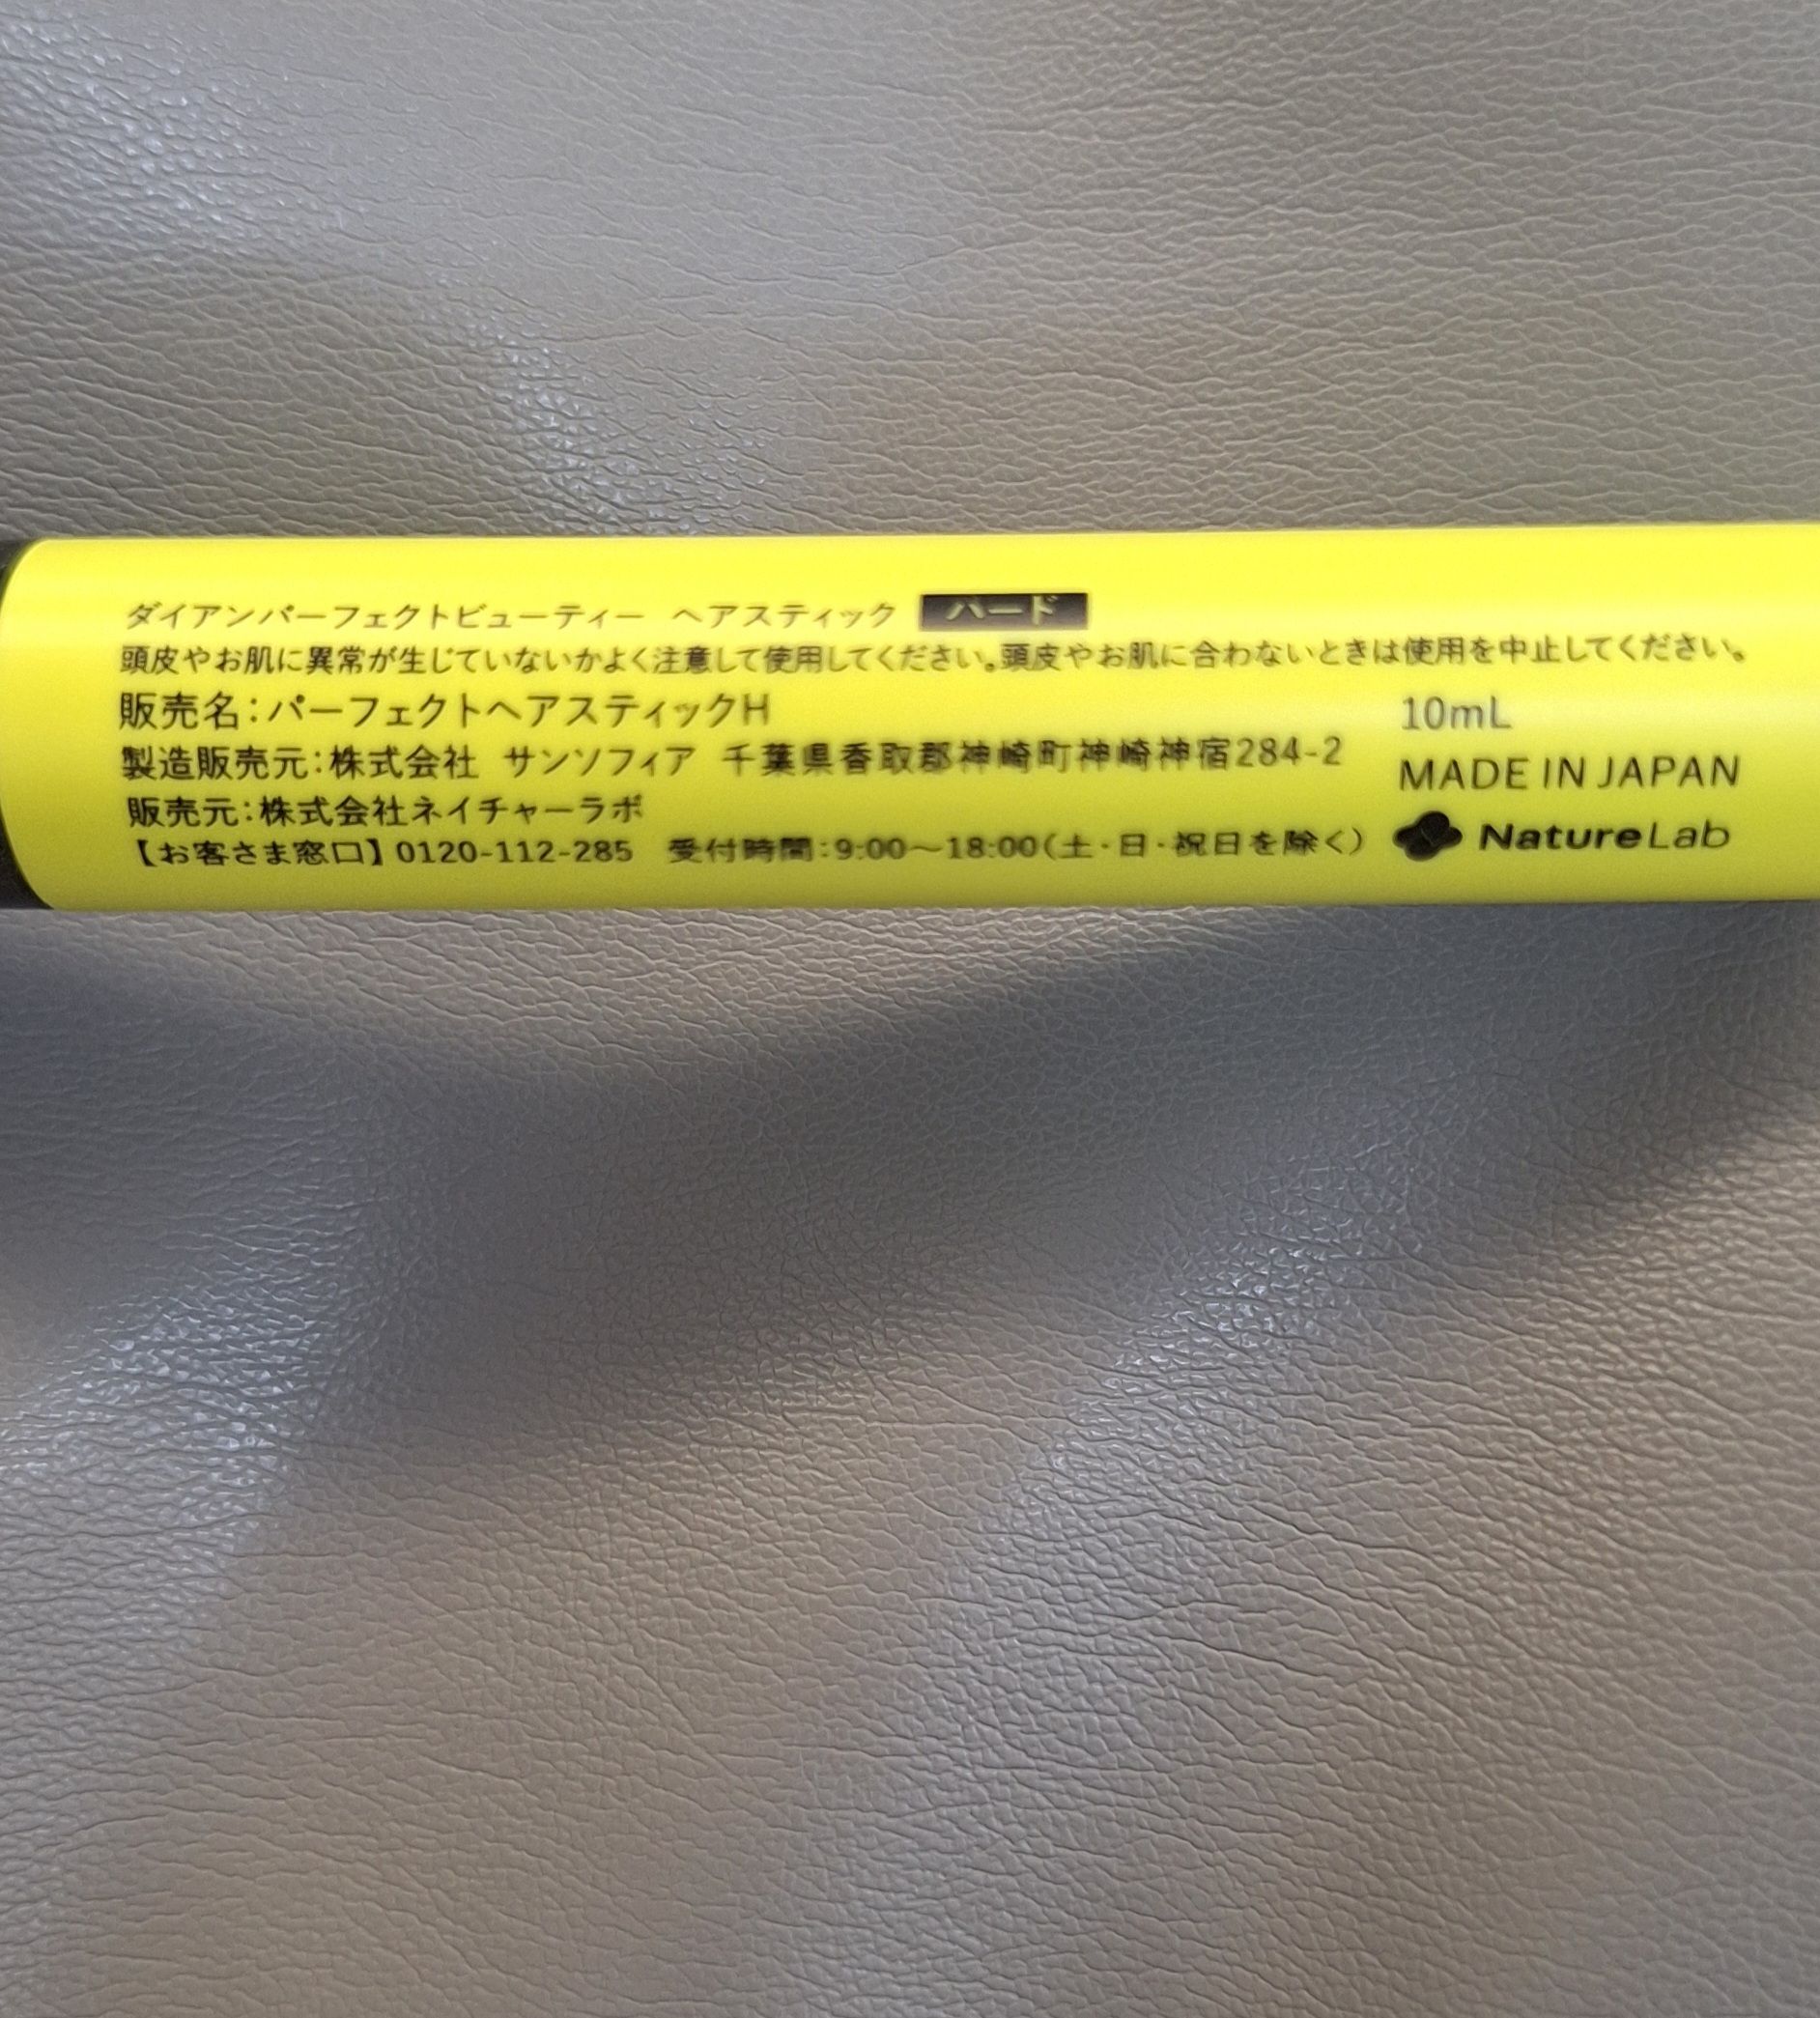 ダイアンパーフェクトビューティー ヘアスティック ハード
頭皮やお肌に異常が生じていないかよく注意して使用してください。頭皮やお肌に合わないときは使用を中止してください。
販売名:パーフェクトヘアスティックH 10mL
製造販売元:株式会社 サンソフィア 千葉県香取郡神崎町神崎神宿284-2 MADE IN JAPAN
販売元:株式会社ネイチャーラボ
【お客さま窓口】0120-112-285 受付時間:9:00～18:00(土・日・祝日を除く) NatureLab